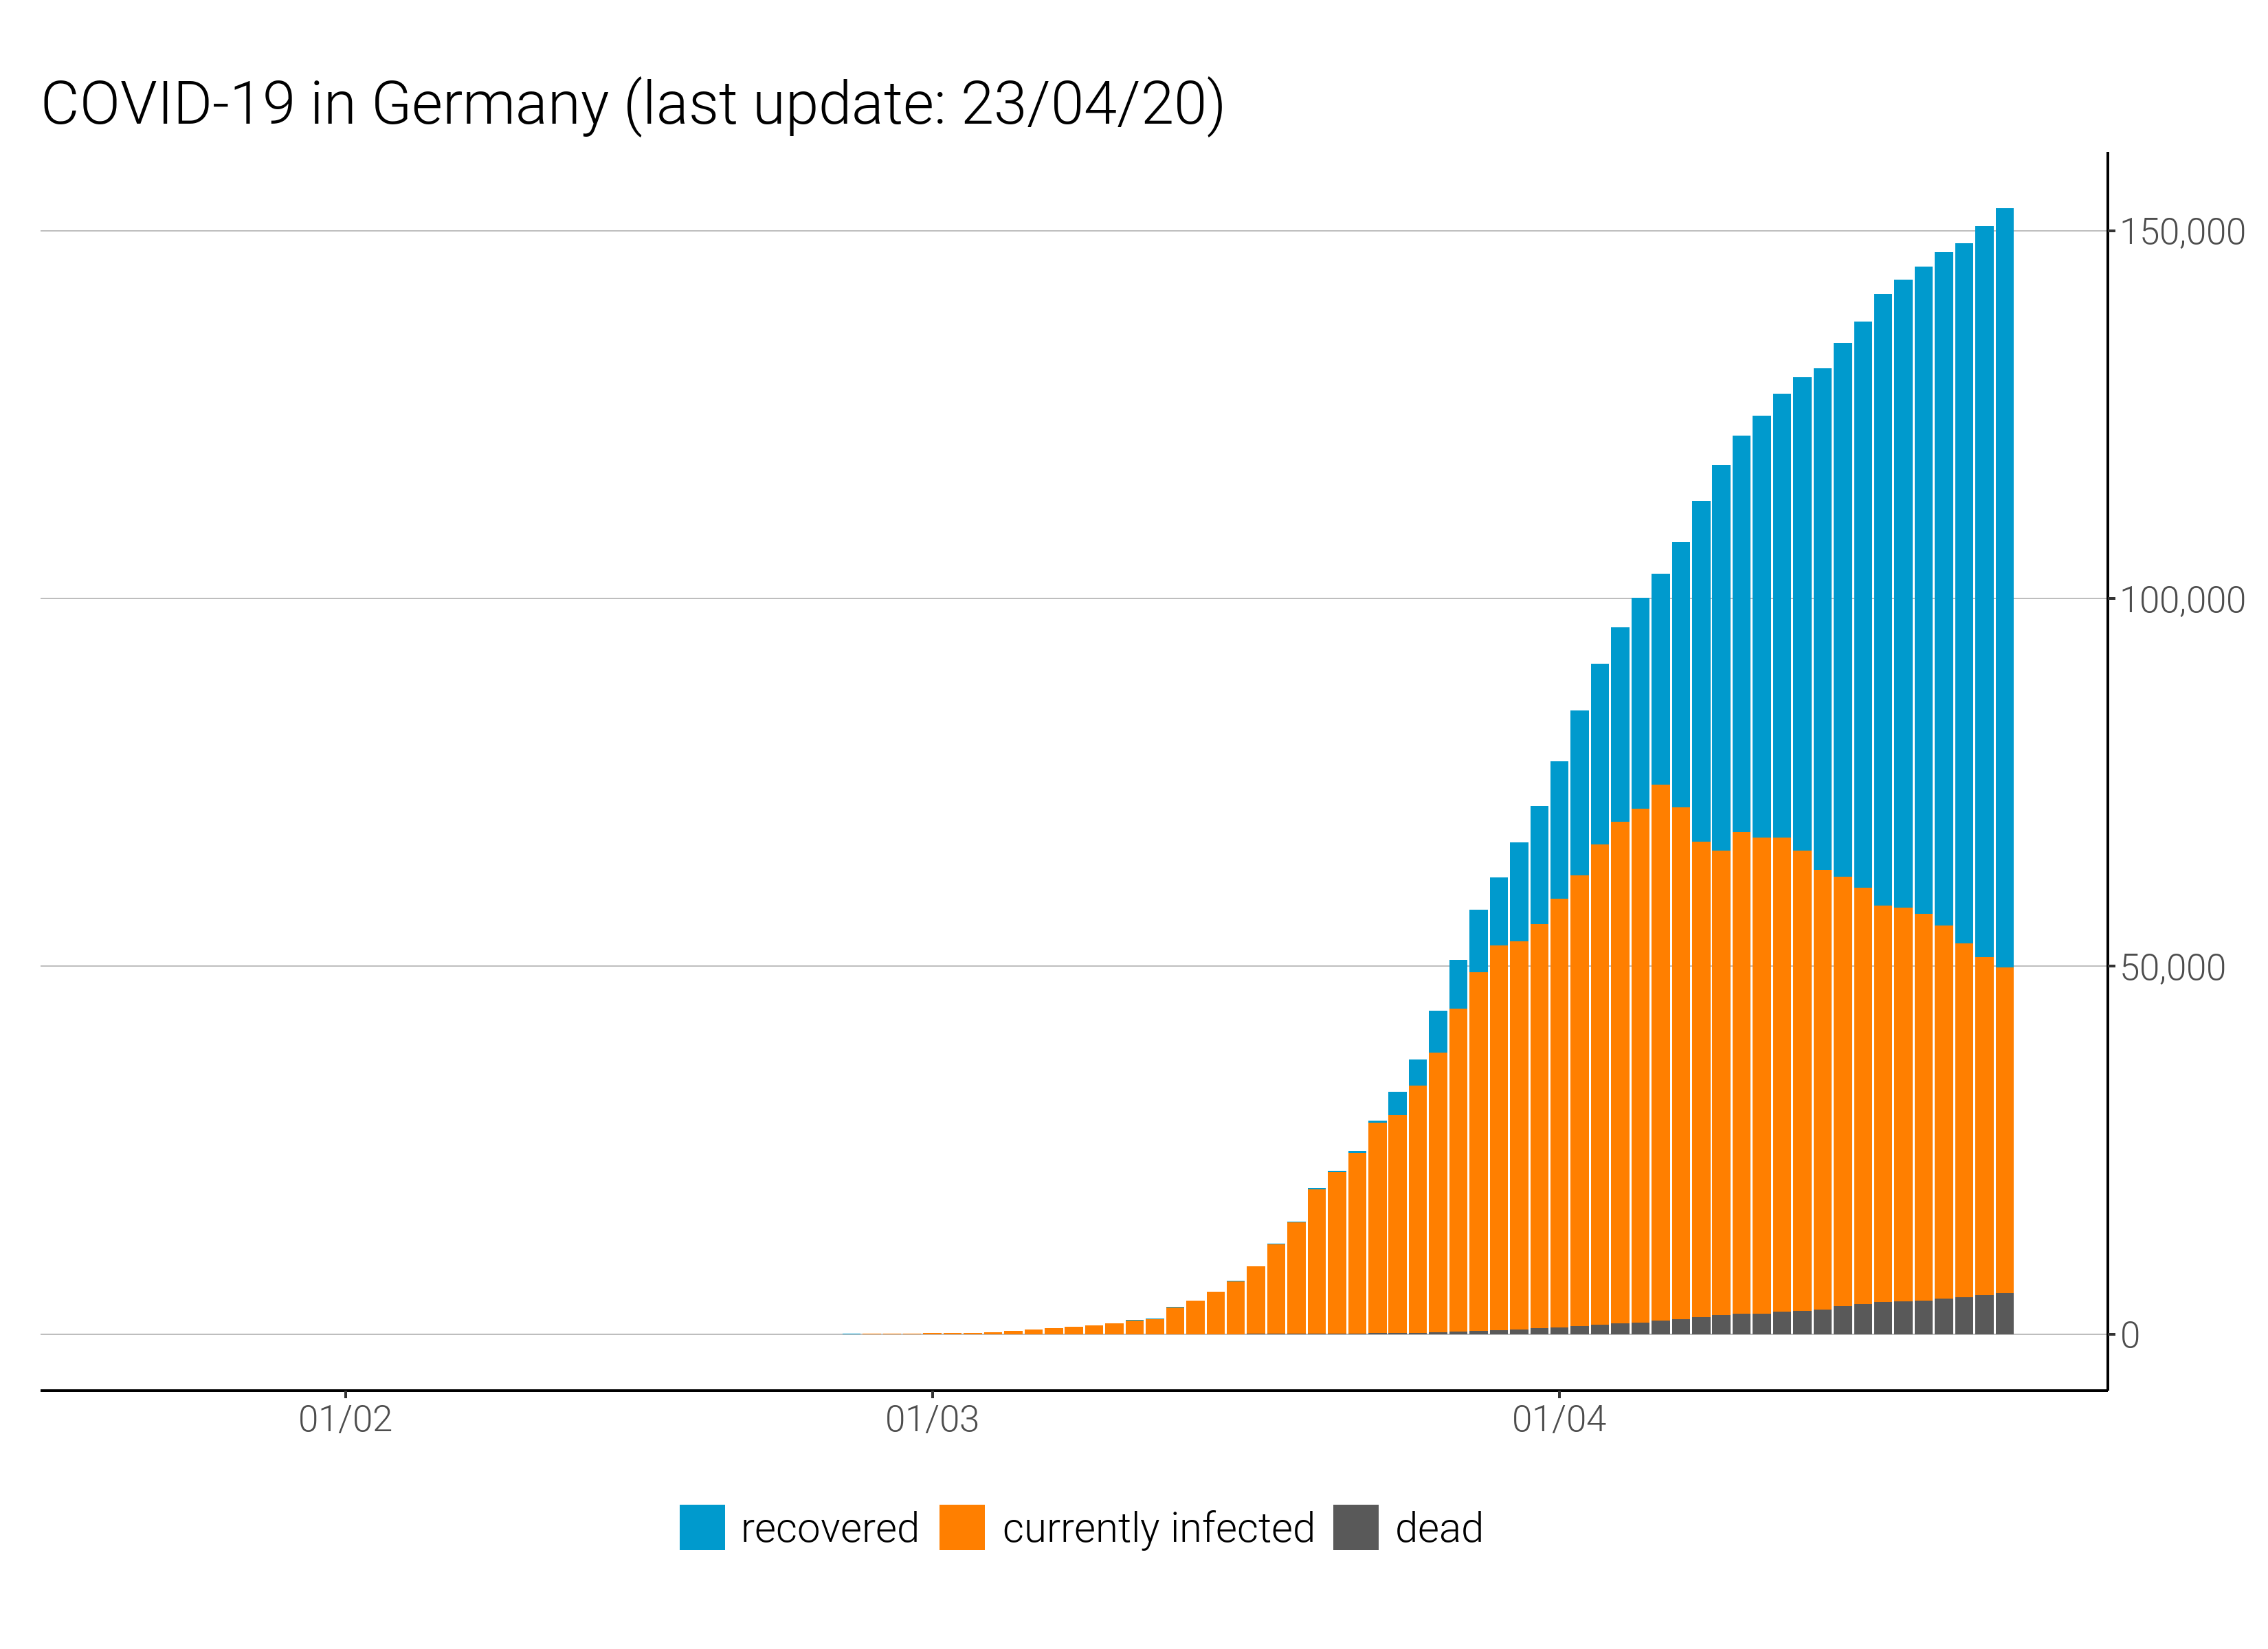 COVID-19 in Germany (last update: 23/04/20)
150,000
100,000
50,000
0
01/02 01/03 01/04
recovered currently infected dead